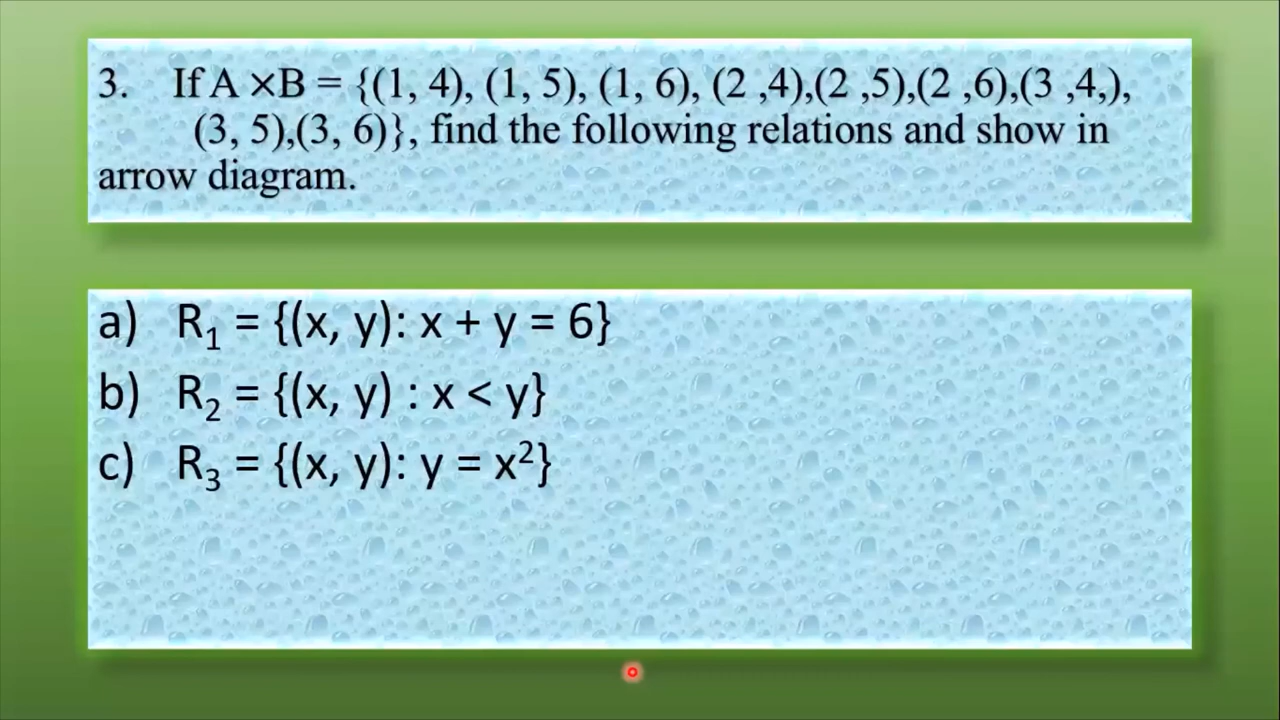 3. If A ×B = {(1, 4), (1, 5), (1, 6), (2 ,4),(2 ,5),(2 ,6),(3 ,4,),
(3, 5),(3, 6)}, find the following relations and show in
arrow diagram.
a) R₁ = {(x, y): x + y = 6}
b) R₂ = {(x, y) : x < y}
c) R₃ = {(x, y): y = x²}